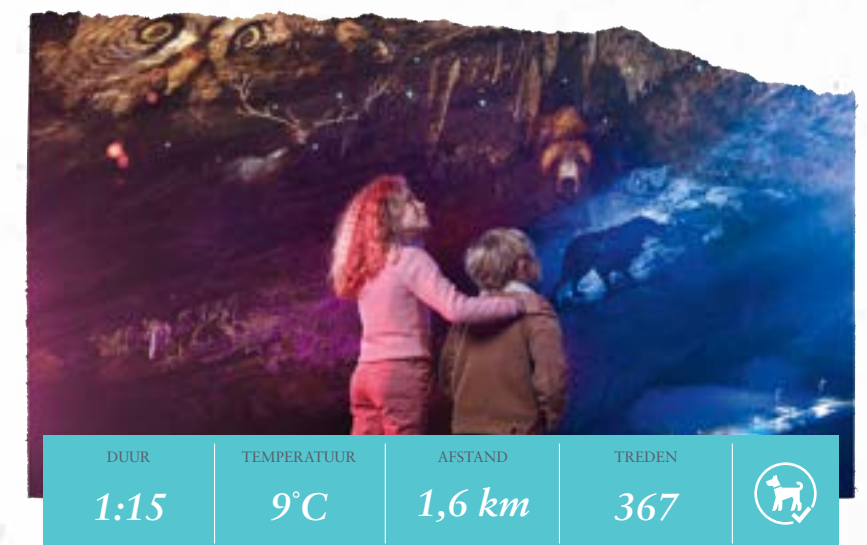 DUUR
1:15
TEMPERATUUR
9°C
AFSTAND
1,6 km
TREDEN
367